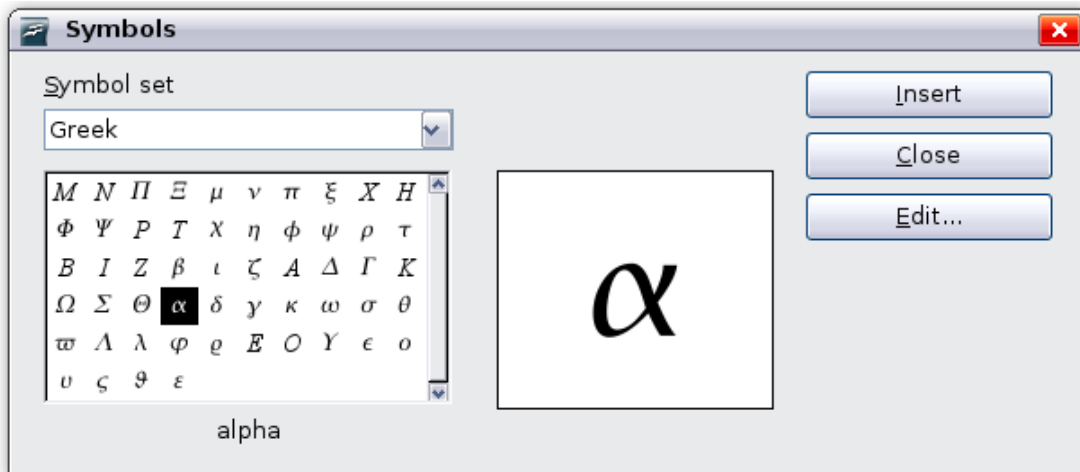 Symbols
Symbol set
Greek
Μ Ν Π Ξ μ ν π ξ Χ Η
Φ Ψ Ρ Τ χ η ϕ ψ ρ τ
Β Ι Ζ β ι ζ Α Δ Γ Κ
Ω Σ Θ α δ γ κ ω σ θ
ϖ Λ λ φ ϱ Ε Ο Υ ϵ ο
υ ς ϑ ε
alpha
α
Insert
Close
Edit...